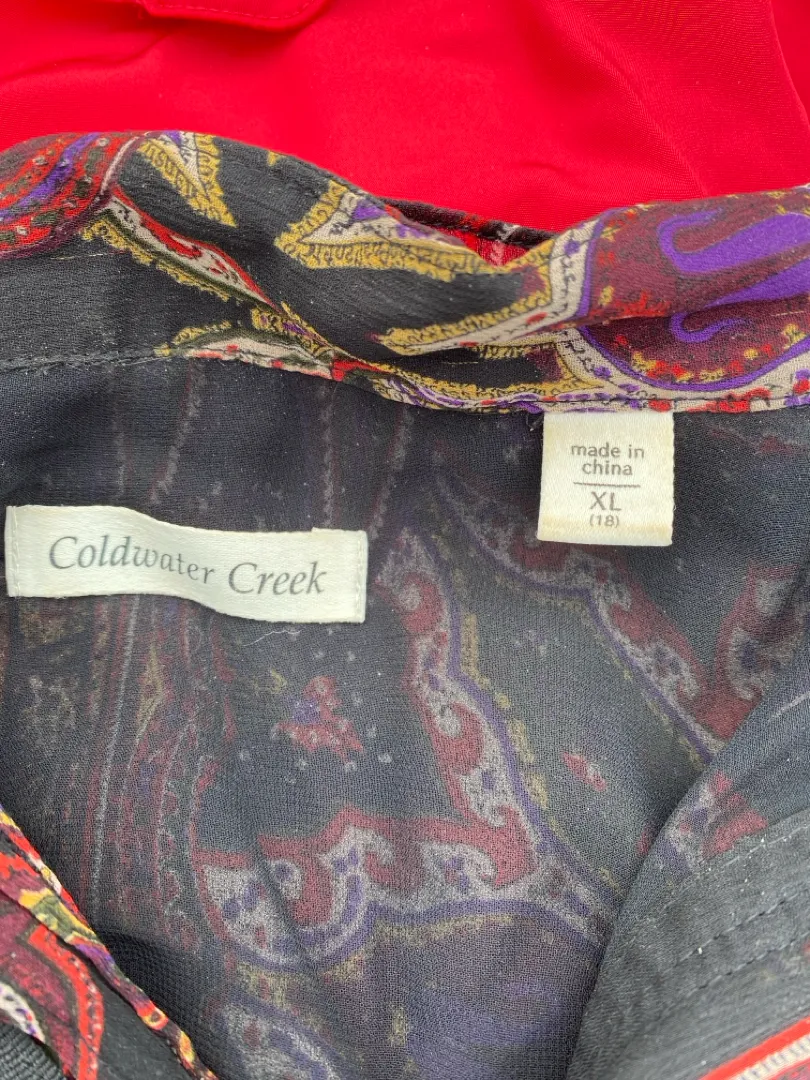 made in
china
XL
(18)
Coldwater Creek